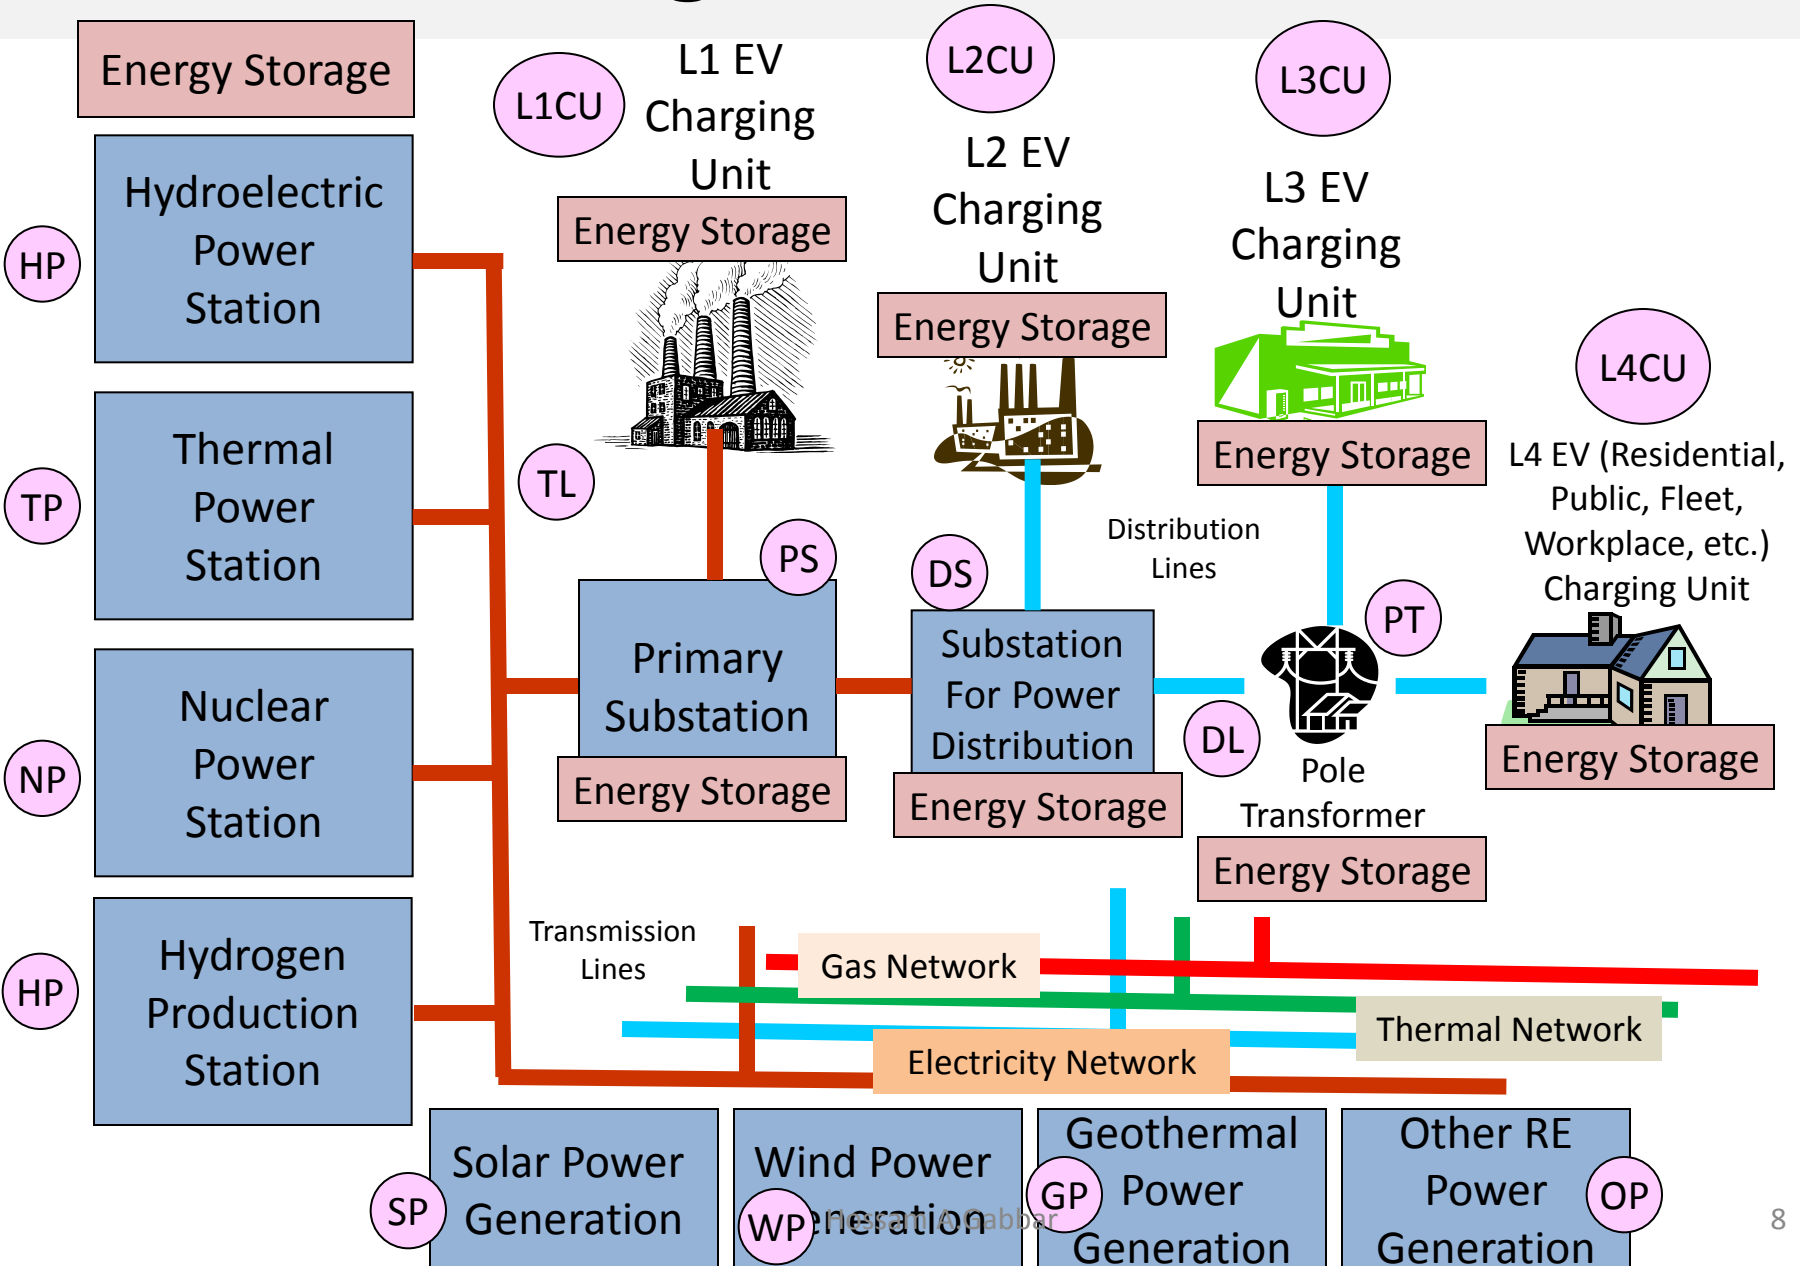 Energy Storage
Hydroelectric
Power
Station
HP
Thermal
Power
Station
TP
Nuclear
Power
Station
NP
Hydrogen
Production
Station
HP
L1CU
L1 EV
Charging
Unit
Energy Storage
L2CU
L2 EV
Charging
Unit
Energy Storage
L3CU
L3 EV
Charging
Unit
Energy Storage
L4CU
L4 EV (Residential,
Public, Fleet,
Workplace, etc.)
Charging Unit
Energy Storage
TL
PS
Primary
Substation
Energy Storage
DS
Substation
For Power
Distribution
Energy Storage
Distribution
Lines
DL
PT
Pole
Transformer
Energy Storage
Transmission
Lines
Gas Network
Thermal Network
Electricity Network
Solar Power
Generation
SP
Wind Power
eneration
WP
Geothermal
Power
Generation
GP
Other RE
Power
Generation
OP
Hossam A.Gabbar
8